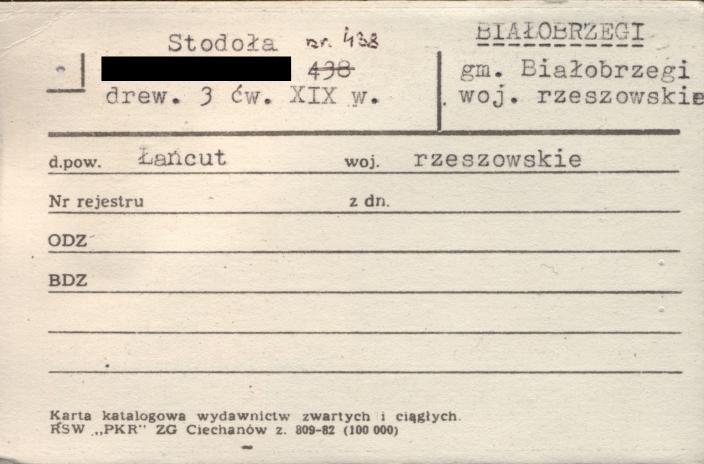 Stodoła nr. 438
438
drew. 3 ćw. XIX w.
BIAŁOBRZEGI
gm. Białobrzegi
woj. rzeszowskie
d.pow. Łańcut woj. rzeszowskie
Nr rejestru z dn.
ODZ
BDZ
Karta katalogowa wydawnictw zwartych i ciągłych.
RSW „PKR" ZG Ciechanów z. 809-82 (100 000)